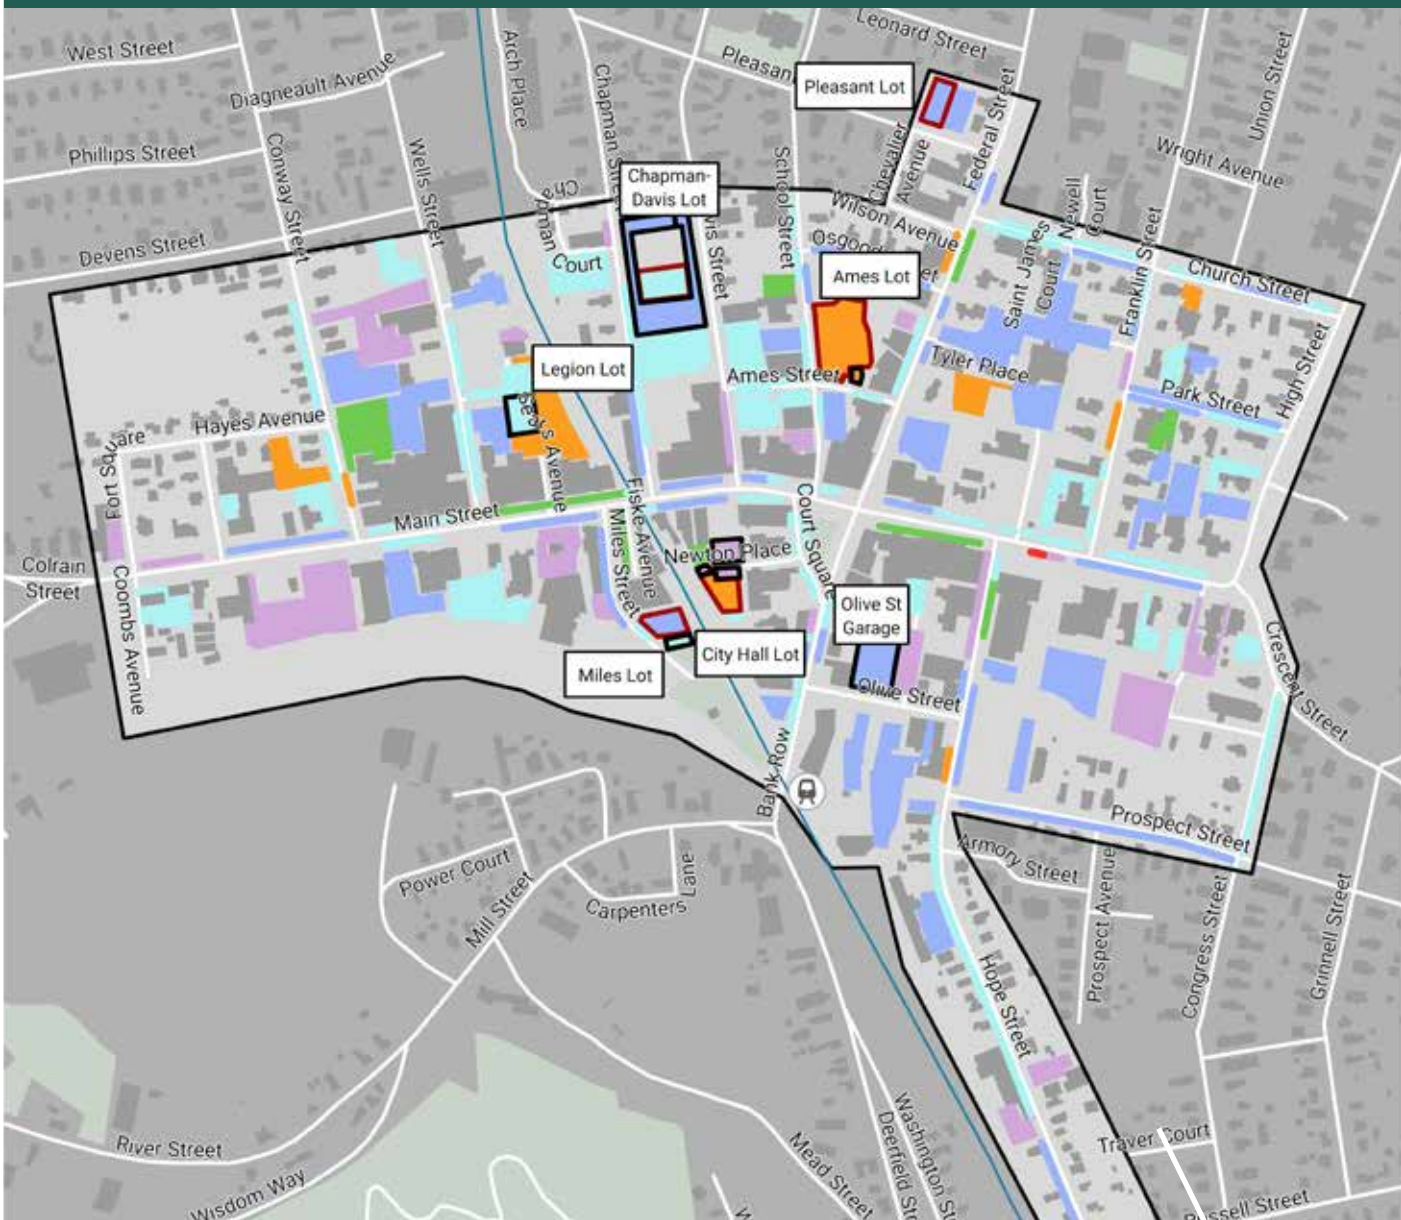 Leonard Street
West Street
Arch Place
Chapman Street
Pleasant
Pleasant Lot
Federal Street
Union Street
Diagneault Avenue
Phillips Street
Conway Street
Wells Street
Chapman-
Davis Lot
School Street
Chevalier
Avenue
Wright Avenue
Newell
Court
Chapman
Court
Wilson Avenue
Saint James
Court
Franklin Street
Devens Street
Ames Lot
Church Street
Legion Lot
Ames Street
Tyler Place
Park Street
High Street
Hayes Avenue
Main Street
Fiske Avenue
Miles Street
Newton Place
Court Square
Colrain
Street
Coombs Avenue
Olive St
Garage
City Hall Lot
Miles Lot
Olive Street
Crescent Street
Bank Row
Prospect Street
Armory Street
Power Court
Mill Street
Carpenters
Lane
Prospect Avenue
Congress Street
Grinnell Street
Hope Street
River Street
Wisdom Way
Mead Street
Washington St
Deerfield Str
Traver Court
ssell Street